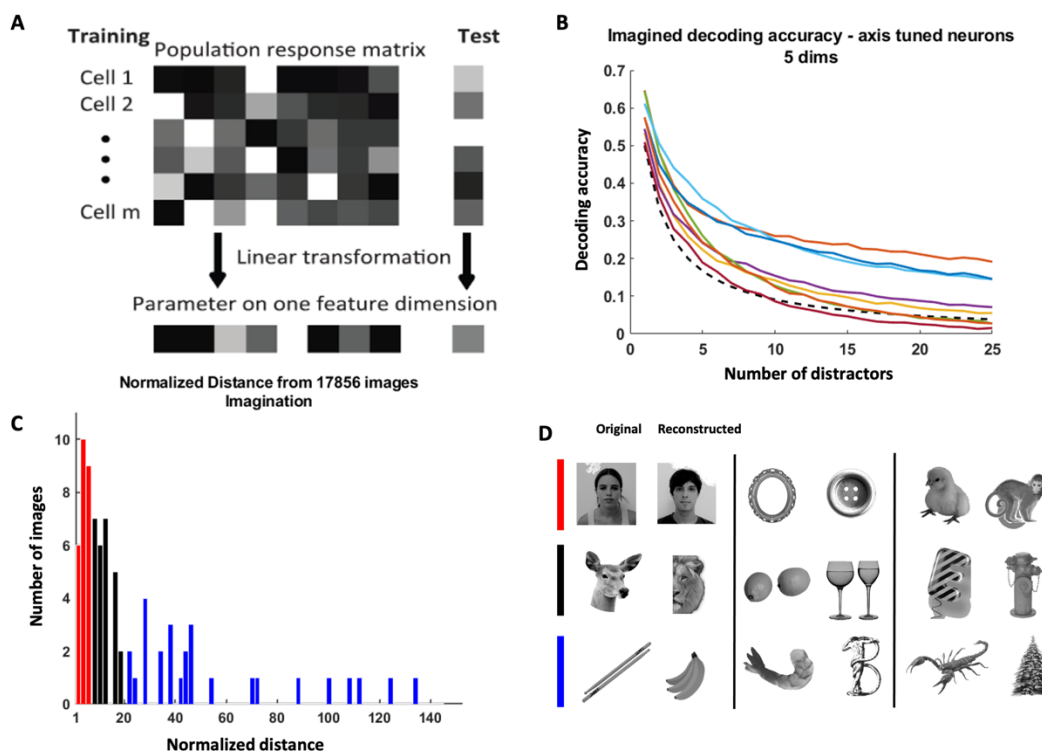 A
Training
Population response matrix
Test
Cell 1
Cell 2
Cell m
Linear transformation
Parameter on one feature dimension
B
Imagined decoding accuracy - axis tuned neurons
5 dims
Decoding accuracy
0.7
0.6
0.5
0.4
0.3
0.2
0.1
0
0 5 10 15 20 25
Number of distractors
Normalized Distance from 17856 images
Imagination
C
Number of images
10
8
6
4
2
0
1 20 40 60 80 100 120 140
Normalized distance
D
Original Reconstructed
B